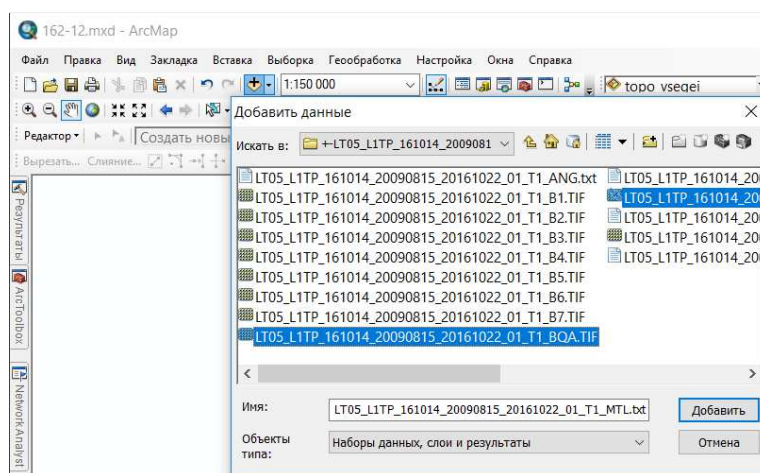 162-12.mxd - ArcMap
Файл Правка Вид Закладка Вставка Выборка Геообработка Настройка Окна Справка
1:150 000
topo_vsegei
Добавить данные
Редактор
Создать новы
Искать в:
LT05_L1TP_161014_2009081
Вырезать... Слияние...
LT05_L1TP_161014_20090815_20161022_01_T1_ANG.txt
LT05_L1TP_161014_20
LT05_L1TP_161014_20090815_20161022_01_T1_B1.TIF
LT05_L1TP_161014_20
LT05_L1TP_161014_20090815_20161022_01_T1_B2.TIF
LT05_L1TP_161014_20
LT05_L1TP_161014_20090815_20161022_01_T1_B3.TIF
LT05_L1TP_161014_20
LT05_L1TP_161014_20090815_20161022_01_T1_B4.TIF
LT05_L1TP_161014_20
LT05_L1TP_161014_20090815_20161022_01_T1_B5.TIF
LT05_L1TP_161014_20090815_20161022_01_T1_B6.TIF
LT05_L1TP_161014_20090815_20161022_01_T1_B7.TIF
LT05_L1TP_161014_20090815_20161022_01_T1_BQA.TIF
Результаты
ArcToolbox
Network Analyst
Имя:
LT05_L1TP_161014_20090815_20161022_01_T1_MTL.txt
Добавить
Объекты типа:
Наборы данных, слои и результаты
Отмена